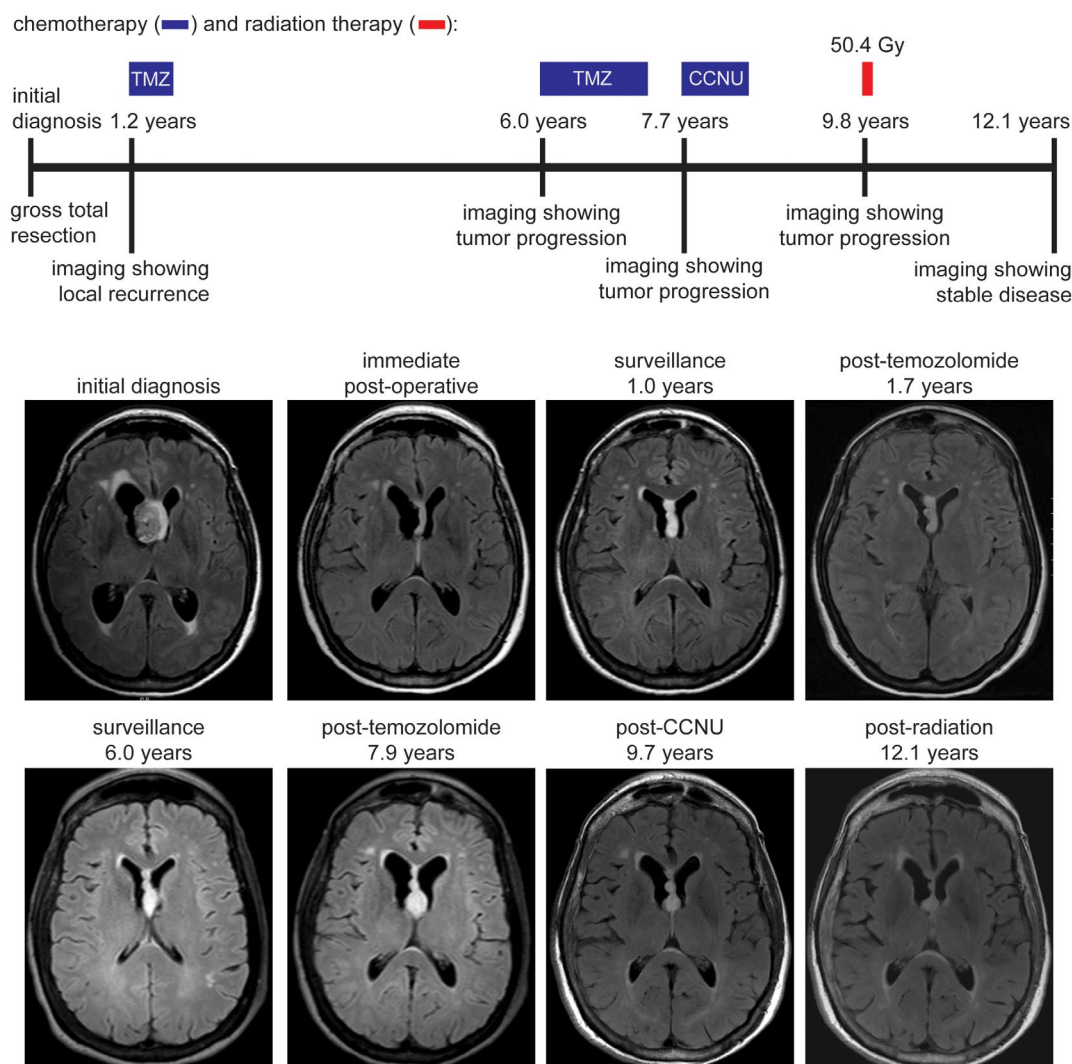 chemotherapy ( ) and radiation therapy ( ):
50.4 Gy
TMZ
TMZ
CCNU
initial
diagnosis
1.2 years
6.0 years
7.7 years
9.8 years
12.1 years
gross total
resection
imaging showing
local recurrence
imaging showing
tumor progression
imaging showing
tumor progression
imaging showing
tumor progression
imaging showing
stable disease
initial diagnosis
immediate
post-operative
surveillance
1.0 years
post-temozolomide
1.7 years
surveillance
6.0 years
post-temozolomide
7.9 years
post-CCNU
9.7 years
post-radiation
12.1 years